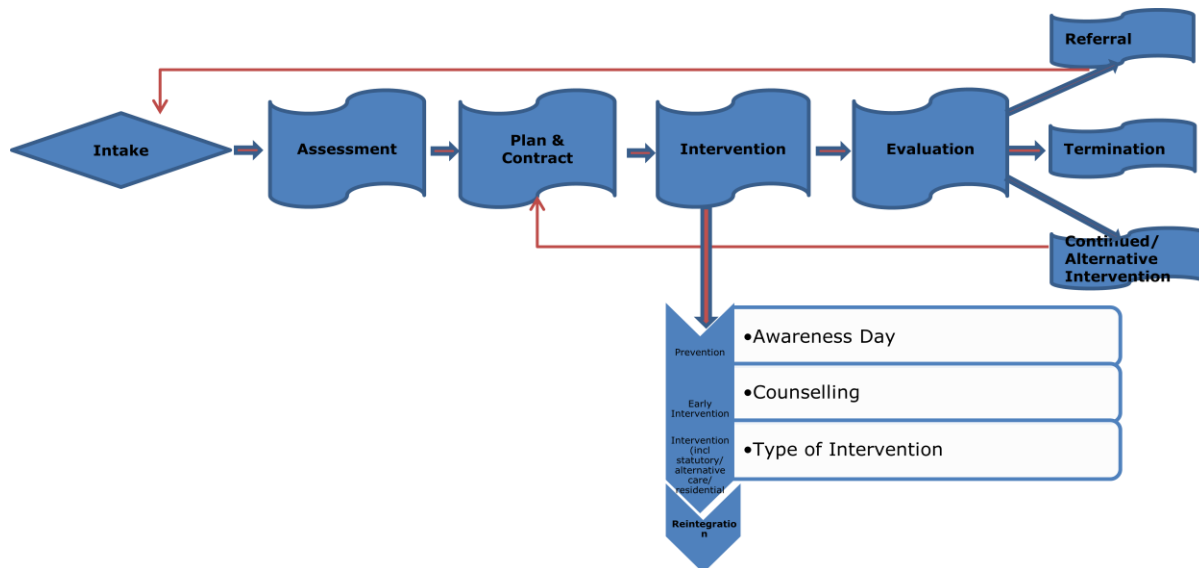 Referral
Intake
Assessment
Plan &
Contract
Intervention
Evaluation
Termination
Continued/
Alternative
Intervention
Prevention
•Awareness Day
Early
Intervention
•Counselling
Intervention
(incl
statutory/
alternative
care/
residential
•Type of Intervention
Reintegratio
n